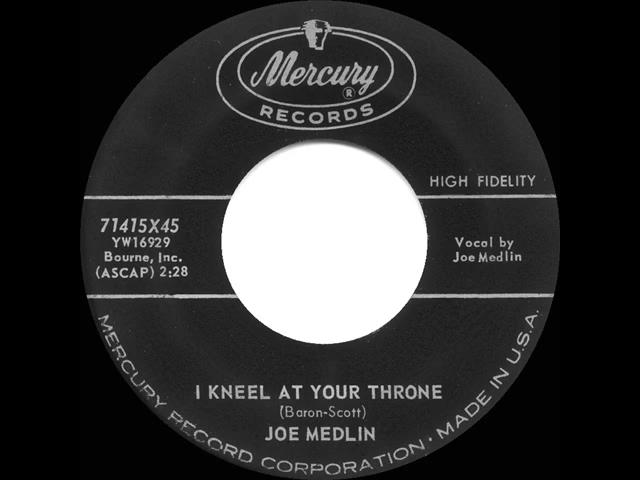 Mercury
®
RECORDS
HIGH FIDELITY
71415X45
YW16929
Bourne, Inc.
(ASCAP) 2:28
Vocal by
Joe Medlin
I KNEEL AT YOUR THRONE
(Baron-Scott)
JOE MEDLIN
MERCURY RECORD CORPORATION • MADE IN U.S.A.